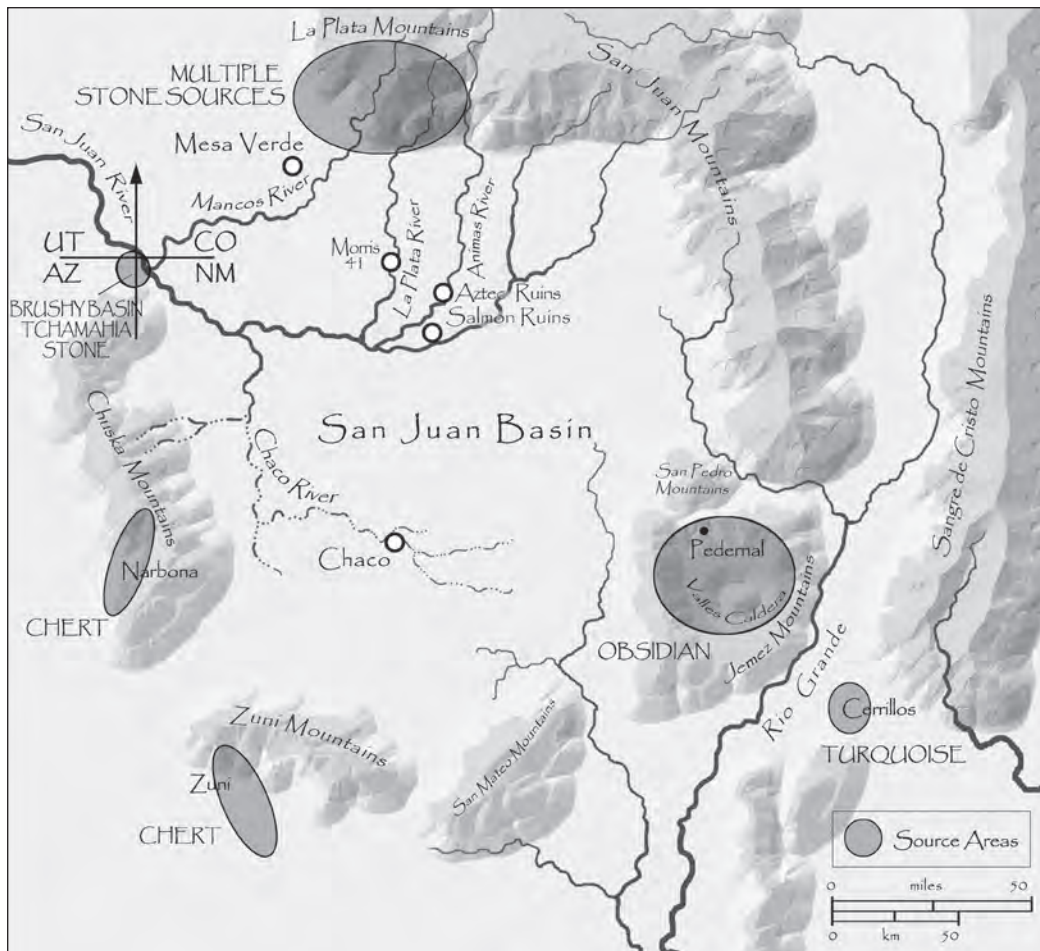 La Plata Mountains
MULTIPLE
STONE SOURCES
San Juan Mountains
San Juan River
Mesa Verde
Mancos River
UT
CO
AZ
NM
Morris
41
La Plata River
Animas River
Aztec Ruins
Salmon Ruins
BRUSHY BASIN
TCHAMAHIA
STONE
Chuska Mountains
San Juan Basin
Chaco River
San Pedro
Mountains
Sangre de Cristo Mountains
Chaco
Narbona
CHERT
Pedernal
Valles Caldera
OBSIDIAN
Jemez Mountains
Rio Grande
Cerrillos
TURQUOISE
Zuni Mountains
Zuni
CHERT
San Mateo Mountains
Source Areas
0 miles 50
0 km 50